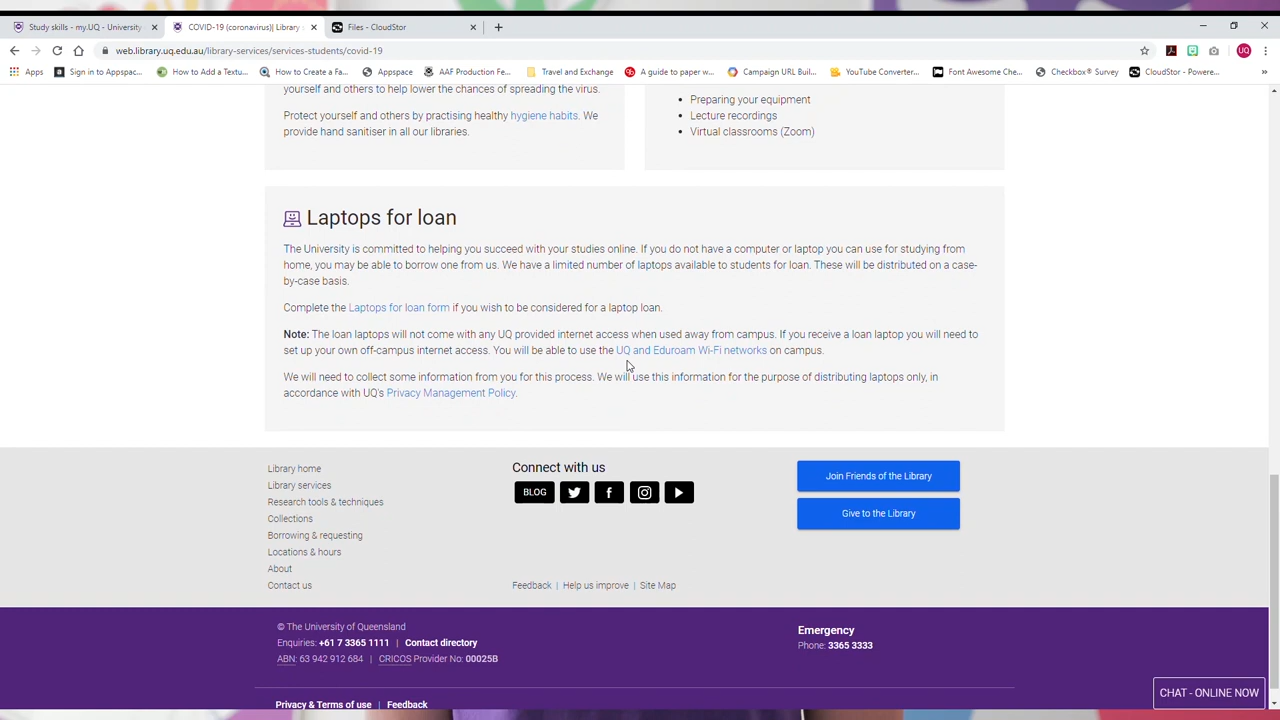 Study skills - my.UQ - University
COVID-19 (coronavirus)| Library
Files - CloudStor
web.library.uq.edu.au/library-services/services-students/covid-19
UQ
Apps
Sign in to Appspac...
How to Add a Textu...
How to Create a Fa...
Appspace
AAF Production Fe...
Travel and Exchange
A guide to paper w...
Campaign URL Buil...
YouTube Converter...
Font Awesome Che...
Checkbox® Survey
CloudStor - Powere...
yourself and others to help lower the chances of spreading the virus.
Protect yourself and others by practising healthy hygiene habits. We
provide hand sanitiser in all our libraries.
Preparing your equipment
Lecture recordings
Virtual classrooms (Zoom)
Laptops for loan
The University is committed to helping you succeed with your studies online. If you do not have a computer or laptop you can use for studying from
home, you may be able to borrow one from us. We have a limited number of laptops available to students for loan. These will be distributed on a case-
by-case basis.
Complete the Laptops for loan form if you wish to be considered for a laptop loan.
Note: The loan laptops will not come with any UQ provided internet access when used away from campus. If you receive a loan laptop you will need to
set up your own off-campus internet access. You will be able to use the UQ and Eduroam Wi-Fi networks on campus.
We will need to collect some information from you for this process. We will use this information for the purpose of distributing laptops only, in
accordance with UQ's Privacy Management Policy.
Library home
Library services
Research tools & techniques
Collections
Borrowing & requesting
Locations & hours
About
Contact us
Connect with us
BLOG
Feedback | Help us improve | Site Map
Join Friends of the Library
Give to the Library
© The University of Queensland
Enquiries: +61 7 3365 1111 | Contact directory
ABN: 63 942 912 684 | CRICOS Provider No: 00025B
Emergency
Phone: 3365 3333
CHAT - ONLINE NOW
Privacy & Terms of use | Feedback